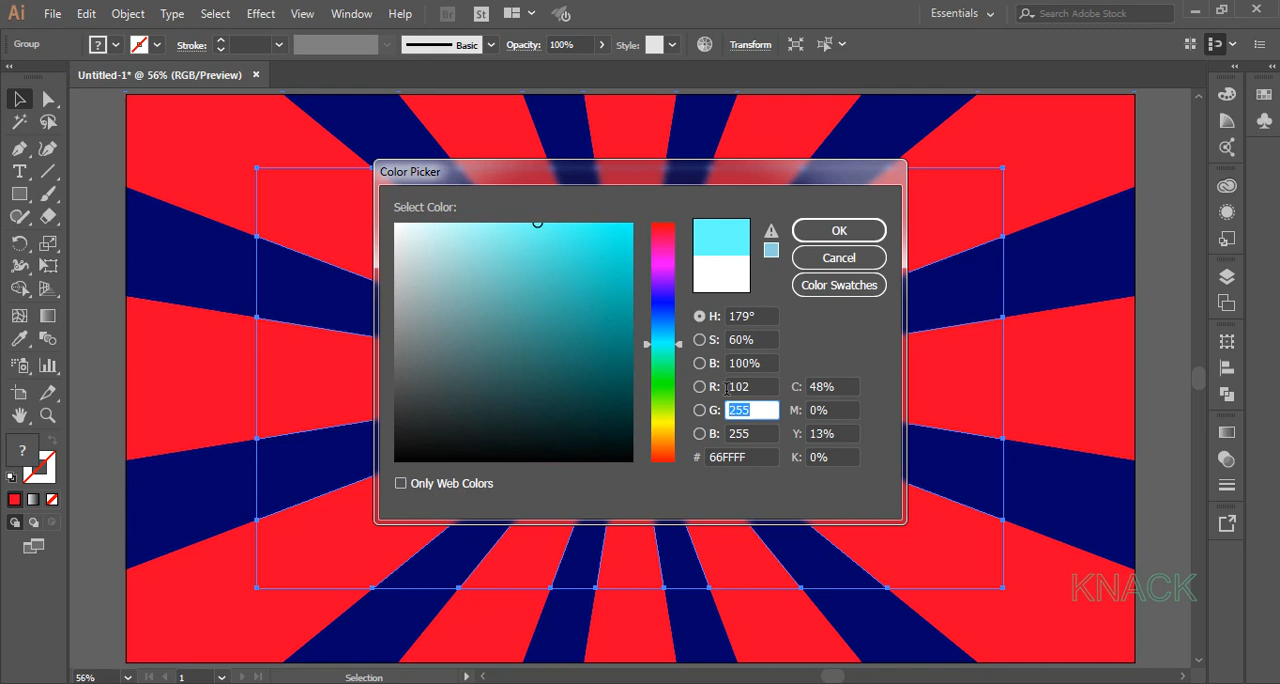 Ai File Edit Object Type Select Effect View Window Help Br St Essentials Search Adobe Stock
Group ? Stroke: Basic Opacity: 100% Style: Transform
Untitled-1* @ 56% (RGB/Preview) ×
Color Picker
Select Color:
OK
Cancel
Color Swatches
H: 179°
S: 60%
B: 100%
R: 102 C: 48%
G: 255 M: 0%
B: 255 Y: 13%
# 66FFFF K: 0%
Only Web Colors
?
KNACK
56% 1 Selection